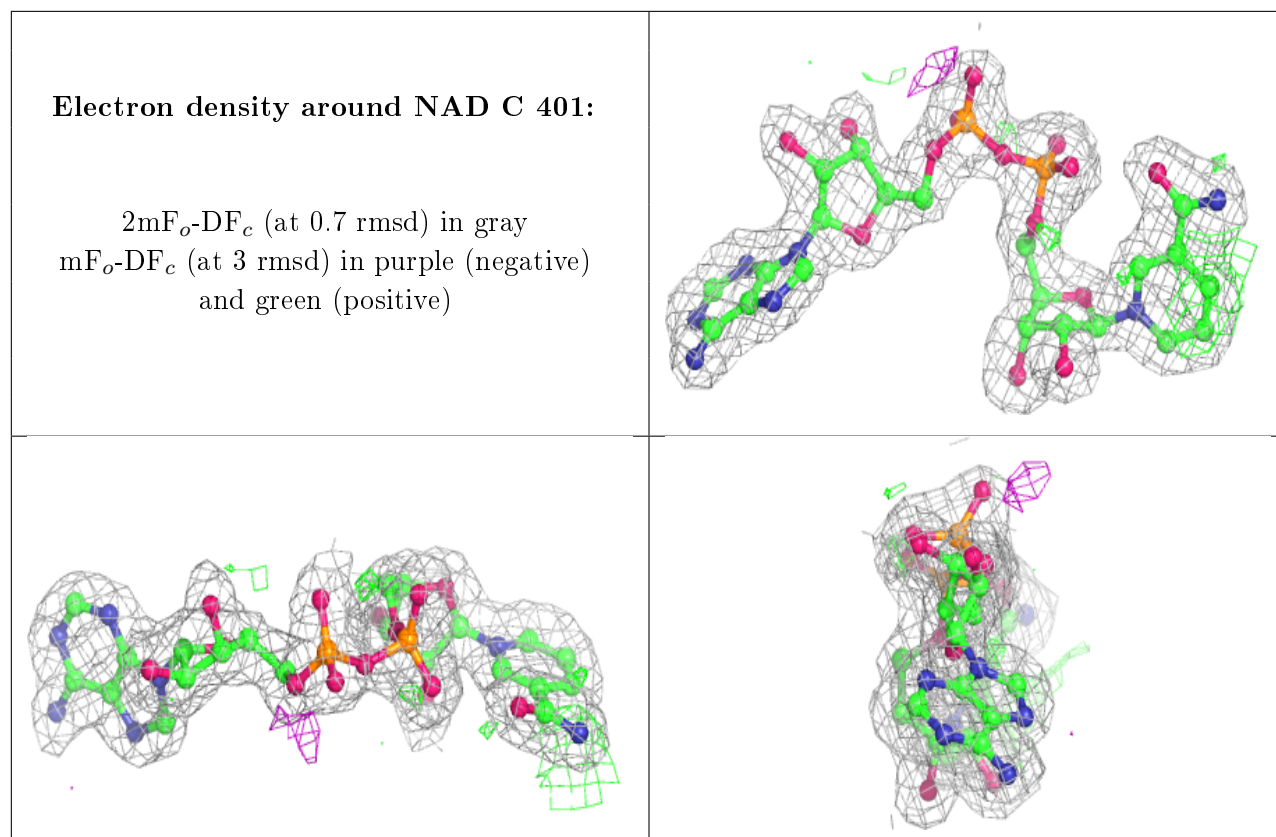 Electron density around NAD C 401:
2mFₒ-DF𝒸 (at 0.7 rmsd) in gray
mFₒ-DF𝒸 (at 3 rmsd) in purple (negative)
and green (positive)